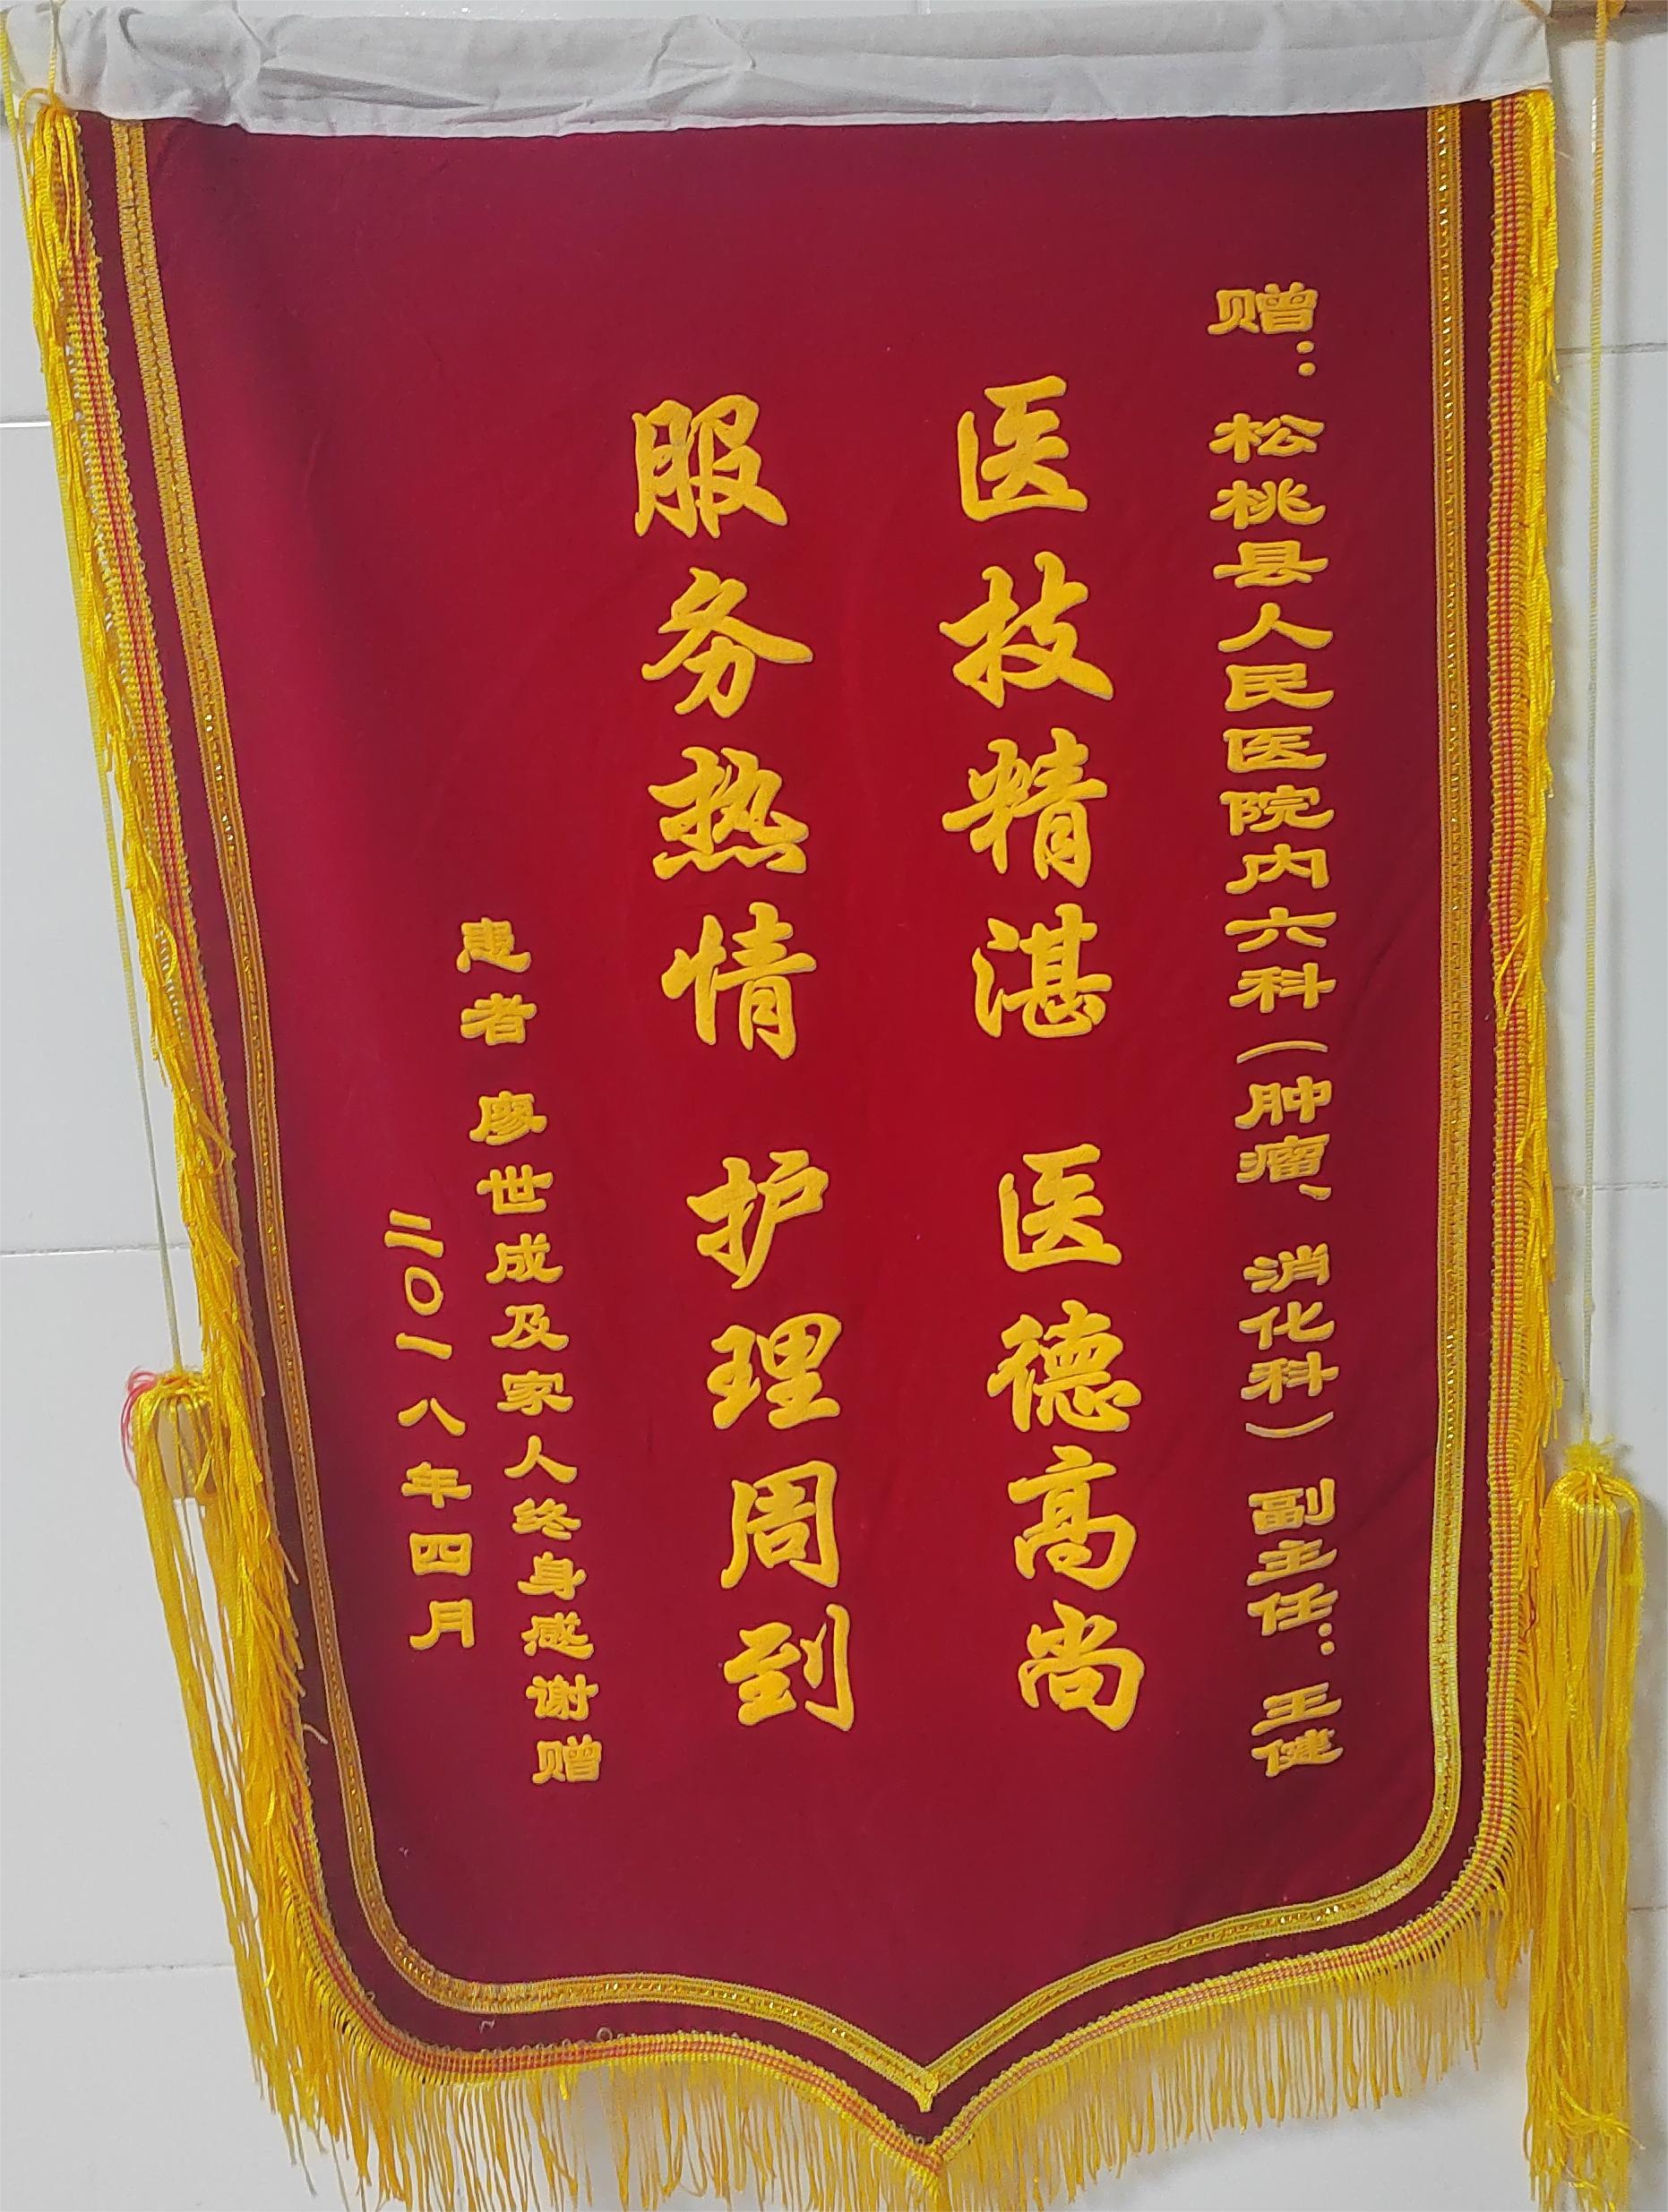 赠：松桃县人民医院内六科（肿瘤、消化科）副主任：王健
医技精湛 医德高尚
服务热情 护理周到
患者 廖世成及家人终身感谢赠
二〇一八年四月